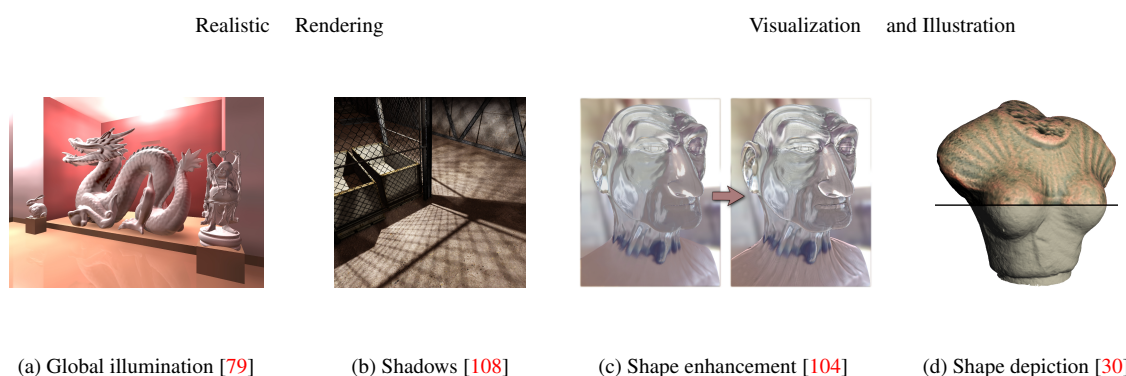 Realistic Rendering
Visualization and Illustration
(a) Global illumination [79]
(b) Shadows [108]
(c) Shape enhancement [104]
(d) Shape depiction [30]